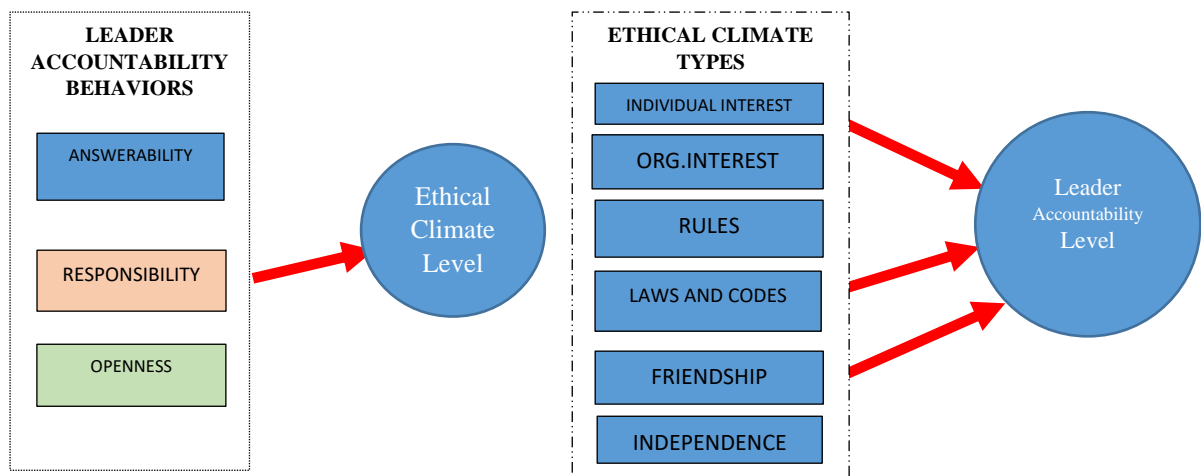 LEADER
ACCOUNTABILITY
BEHAVIORS
ANSWERABILITY
RESPONSIBILITY
OPENNESS
Ethical
Climate
Level
ETHICAL CLIMATE
TYPES
INDIVIDUAL INTEREST
ORG.INTEREST
RULES
LAWS AND CODES
FRIENDSHIP
INDEPENDENCE
Leader
Accountability
Level